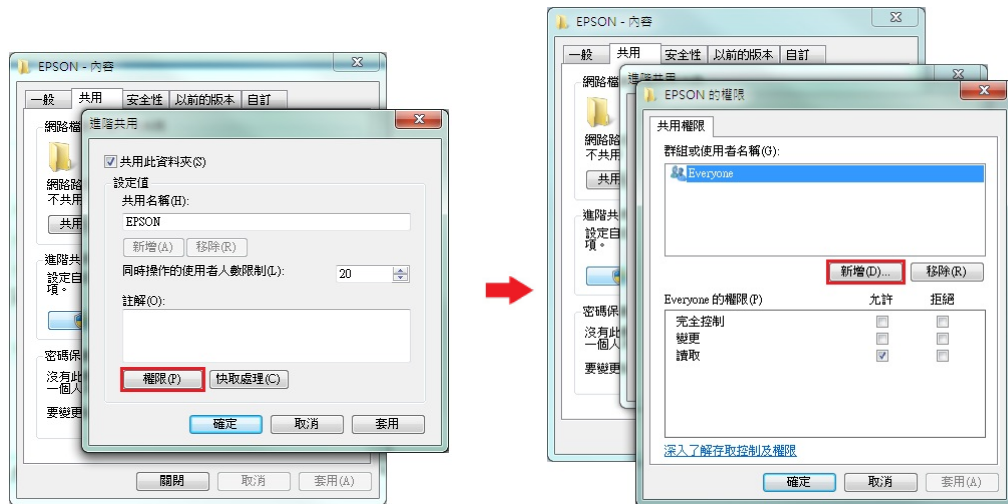 EPSON - 內容
一般 共用 安全性 以前的版本 自訂
網路檔
網路路
不共用
共用
進階共
設定自
項。
密碼保
沒有此
一個人
要變更
關閉 取消 套用(A)
進階共用
共用此資料夾(S)
設定值
共用名稱(H):
EPSON
新增(A) 移除(R)
同時操作的使用者人數限制(L): 20
註解(O):
權限(P) 快取處理(C)
確定 取消 套用
EPSON - 內容
一般 共用 安全性 以前的版本 自訂
網路檔
網路路
不共用
共用
進階共
設定自
項。
密碼保
沒有此
一個人
要變更
進階共用
EPSON 的權限
共用權限
群組或使用者名稱(G):
Everyone
新增(D)... 移除(R)
Everyone 的權限(P) 允許 拒絕
完全控制
變更
讀取
深入了解存取控制及權限
確定 取消 套用(A)